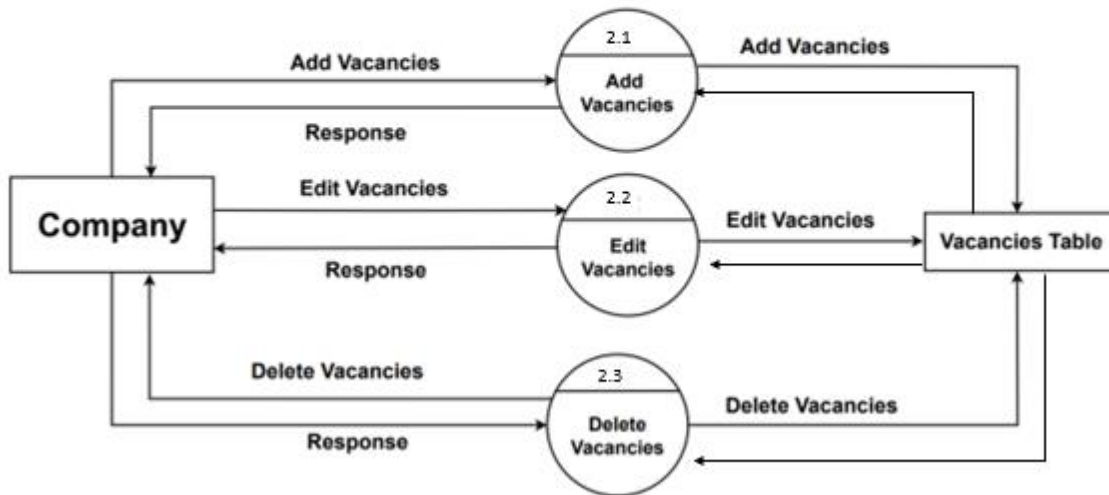 2.1
Add Vacancies
Add Vacancies
Add
Vacancies
Response
Edit Vacancies
2.2
Company
Edit Vacancies
Vacancies Table
Edit
Vacancies
Response
2.3
Delete Vacancies
Delete Vacancies
Delete
Vacancies
Response